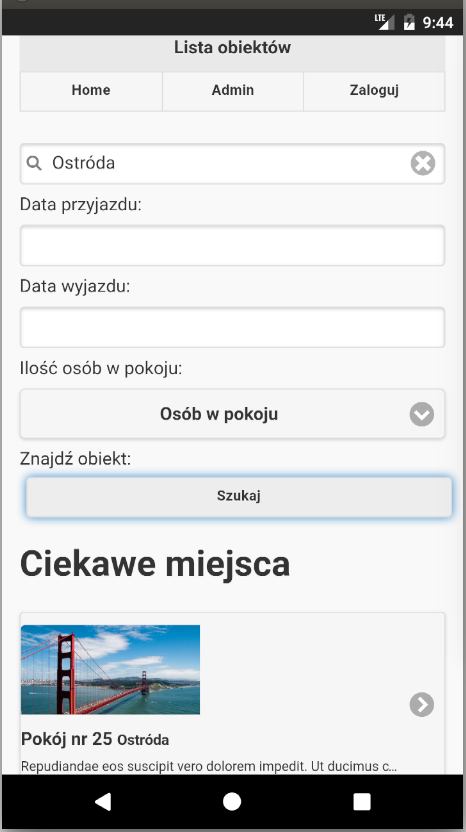 LTE 9:44
Lista obiektów
Home Admin Zaloguj
Ostróda
Data przyjazdu:
Data wyjazdu:
Ilość osób w pokoju:
Osób w pokoju
Znajdź obiekt:
Szukaj
Ciekawe miejsca
Pokój nr 25 Ostróda
Repudiandae eos suscipit vero dolorem impedit. Ut ducimus c...